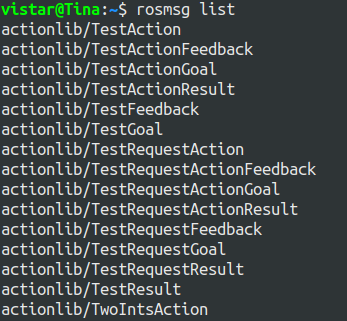 vistar@Tina:~$ rosmsg list
actionlib/TestAction
actionlib/TestActionFeedback
actionlib/TestActionGoal
actionlib/TestActionResult
actionlib/TestFeedback
actionlib/TestGoal
actionlib/TestRequestAction
actionlib/TestRequestActionFeedback
actionlib/TestRequestActionGoal
actionlib/TestRequestActionResult
actionlib/TestRequestFeedback
actionlib/TestRequestGoal
actionlib/TestRequestResult
actionlib/TestResult
actionlib/TwoIntsAction